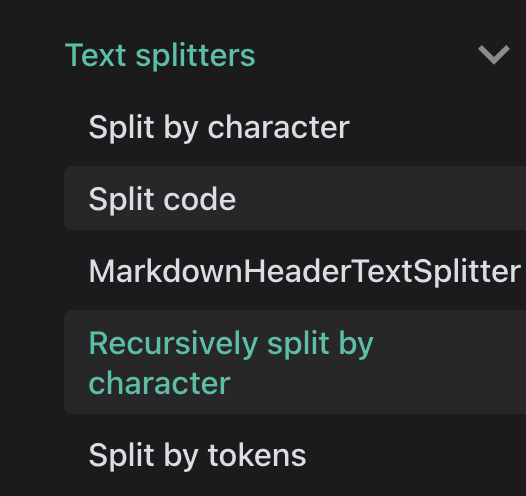 Text splitters
Split by character
Split code
MarkdownHeaderTextSplitter
Recursively split by
character
Split by tokens